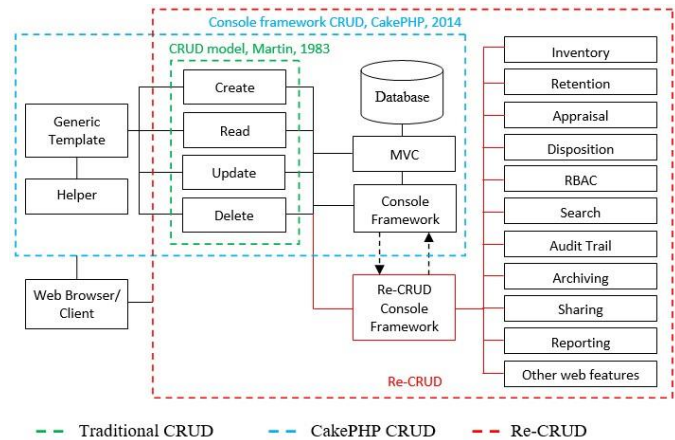 Console framework CRUD, CakePHP, 2014
CRUD model, Martin, 1983
Generic
Template
Helper
Web Browser/
Client
Create
Read
Update
Delete
Database
MVC
Console
Framework
Re-CRUD
Console
Framework
Inventory
Retention
Appraisal
Disposition
RBAC
Search
Audit Trail
Archiving
Sharing
Reporting
Other web features
Re-CRUD
Traditional CRUD
CakePHP CRUD
Re-CRUD